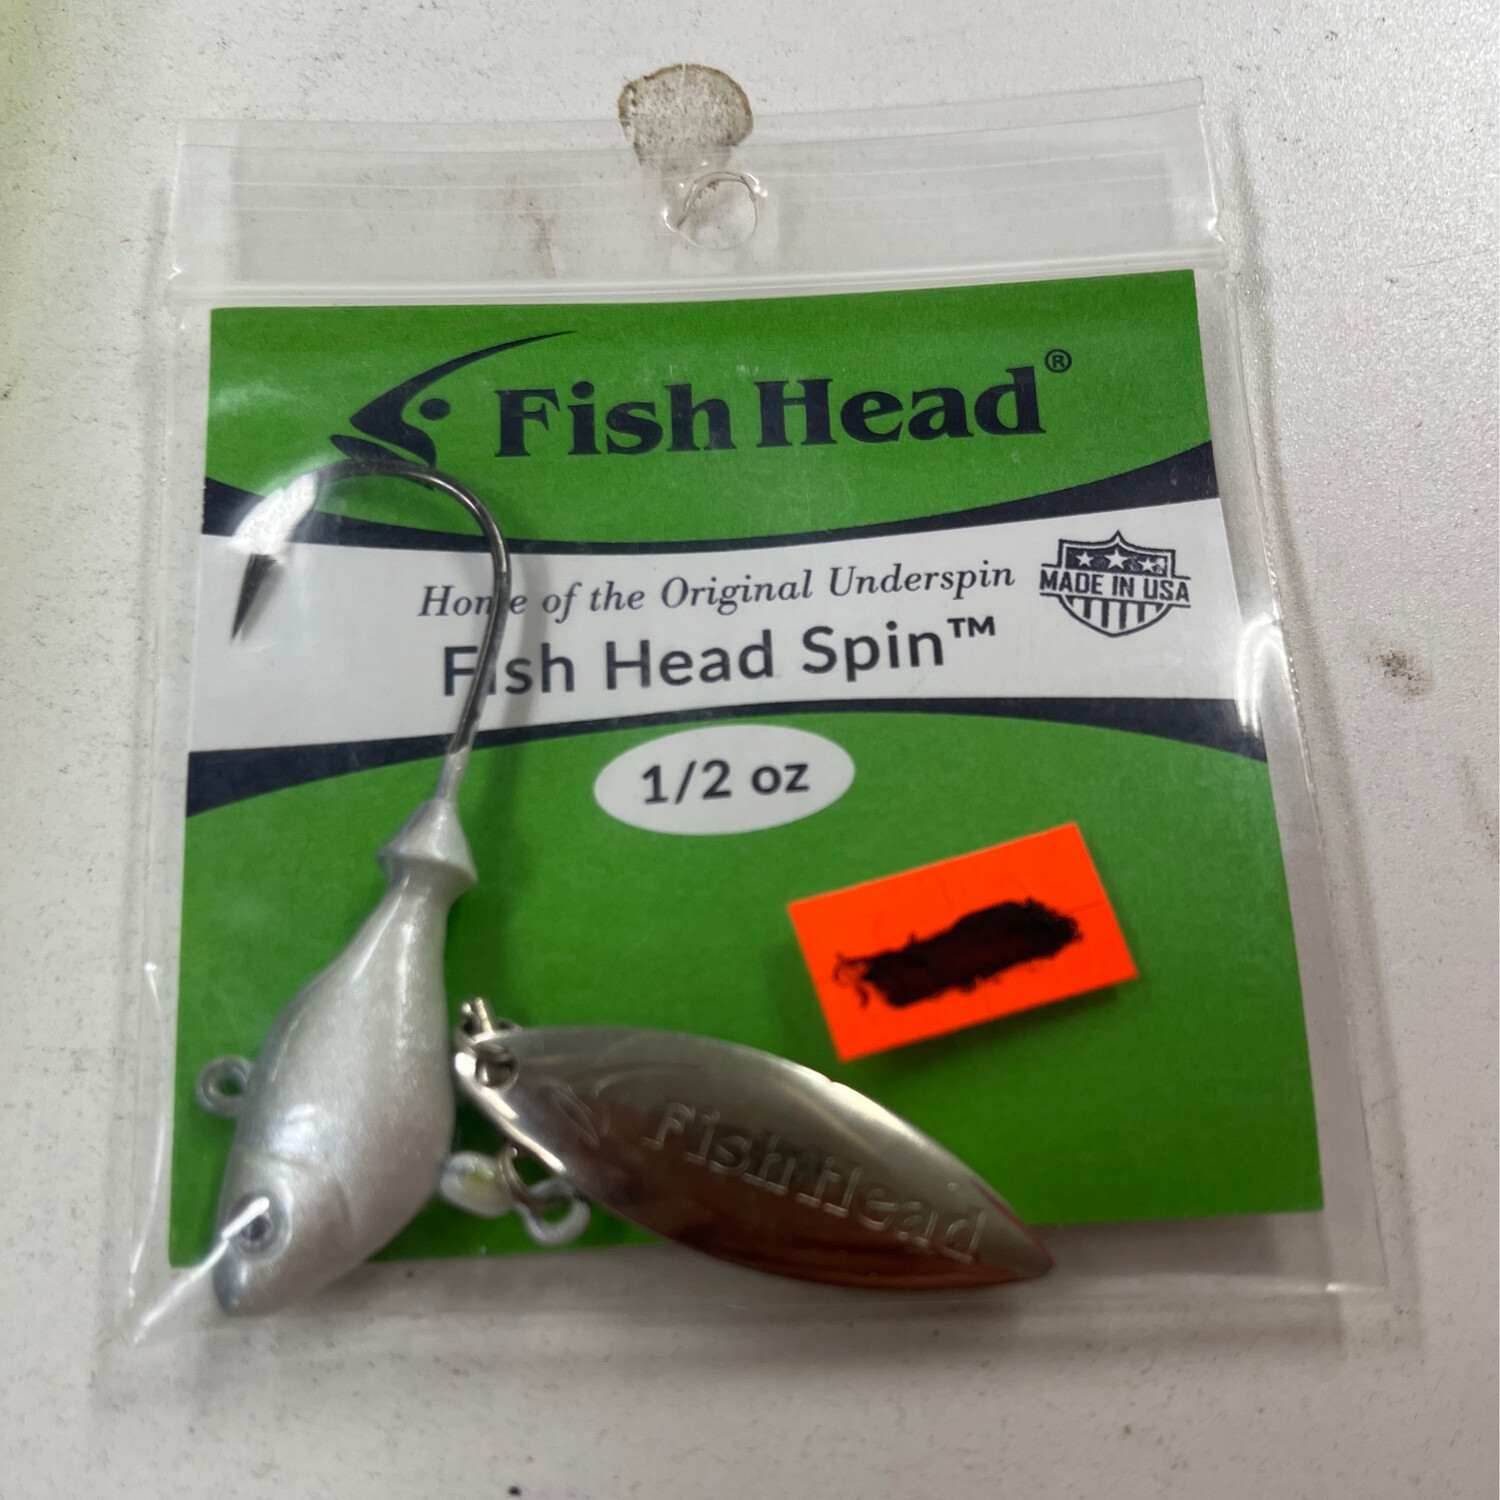 Fish Head®
Home of the Original Underspin
MADE IN USA
Fish Head Spin™
1/2 oz
Fish Head